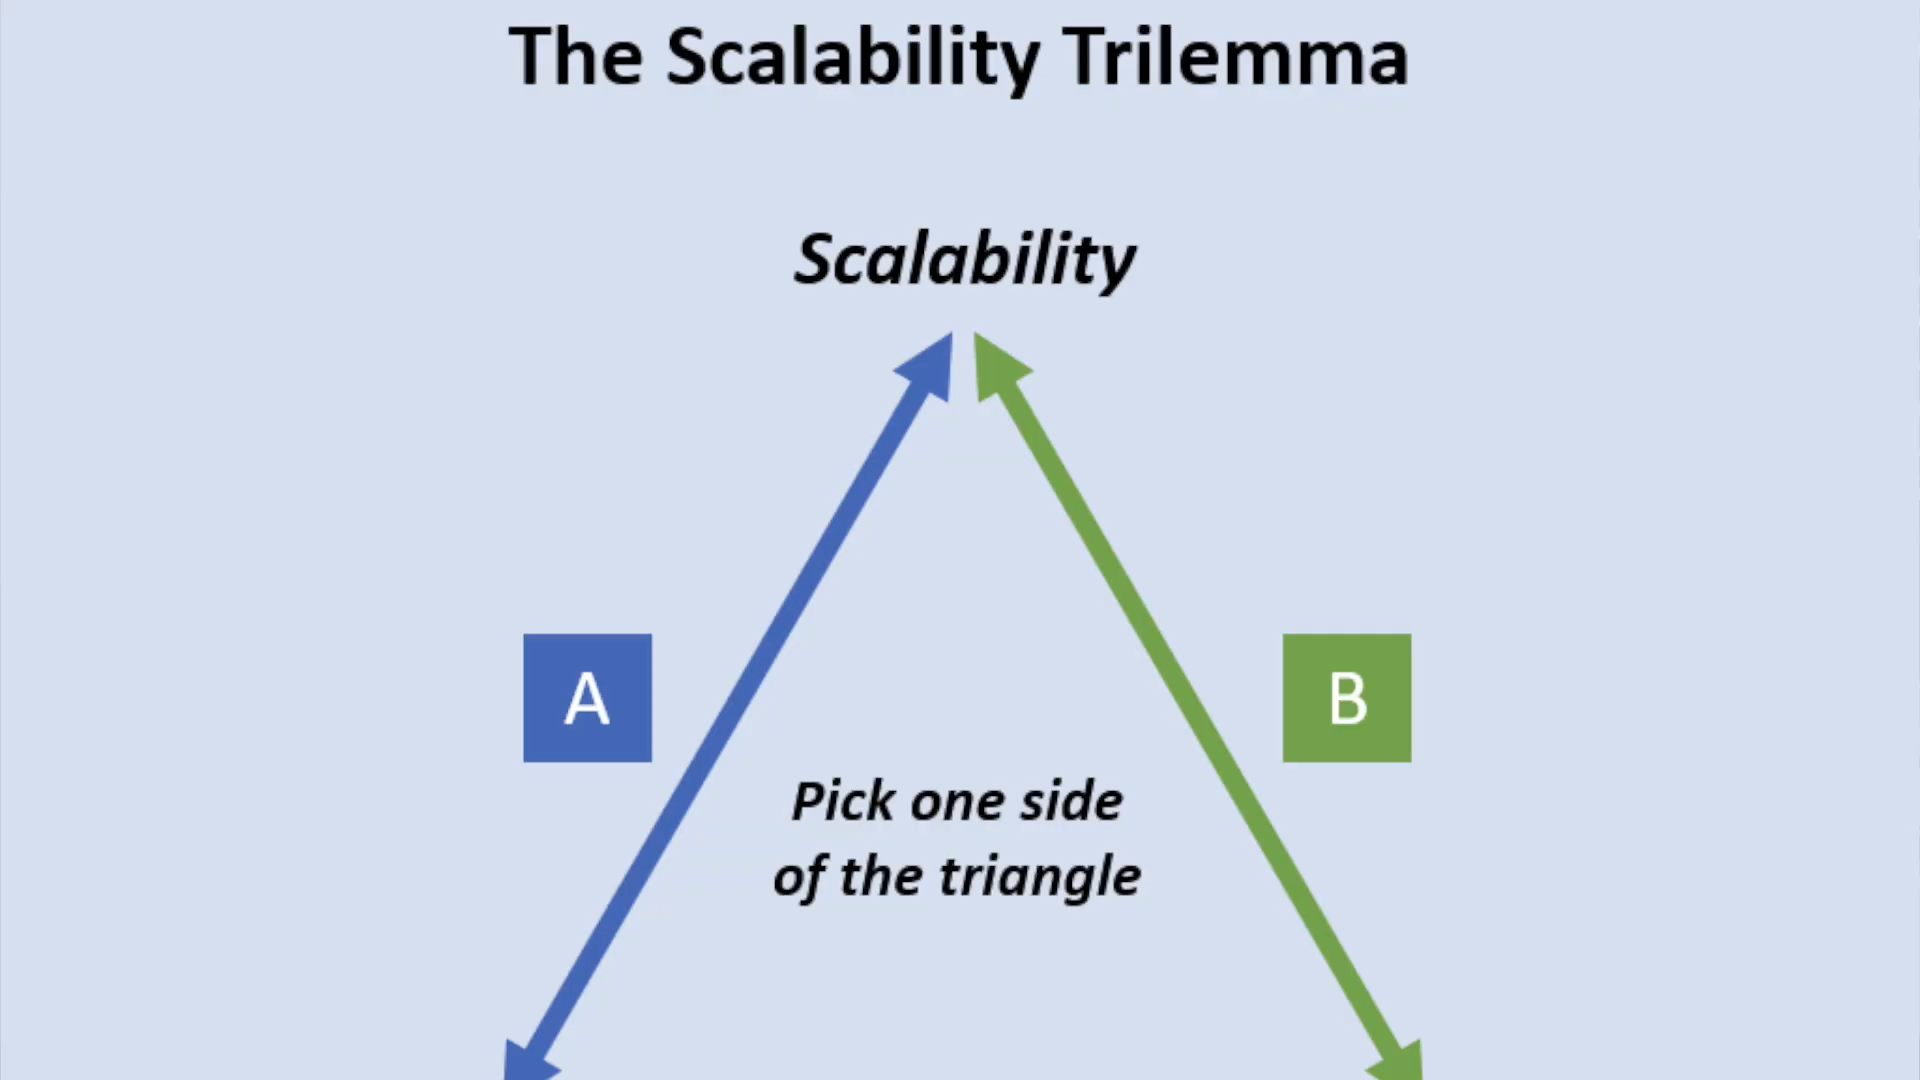 The Scalability Trilemma
Scalability
A
B
Pick one side
of the triangle